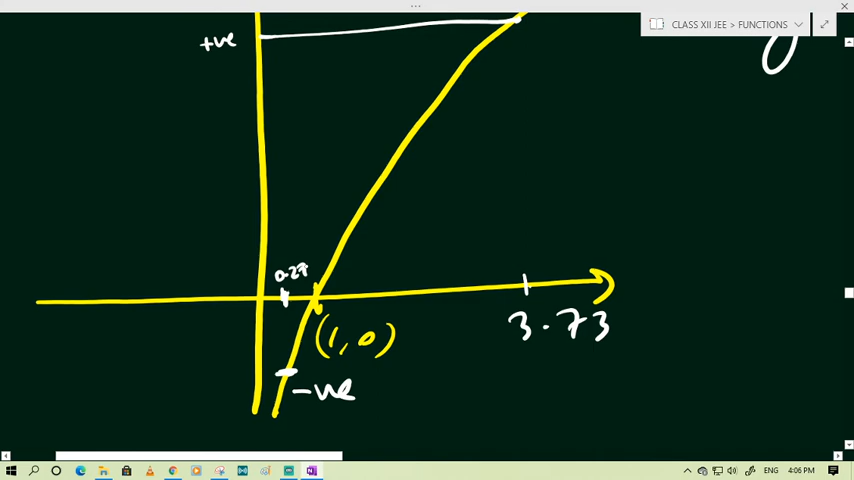 CLASS XII JEE > FUNCTIONS
+ve
0.27
(1, 0)
3.73
-ve
ENG
4:06 PM